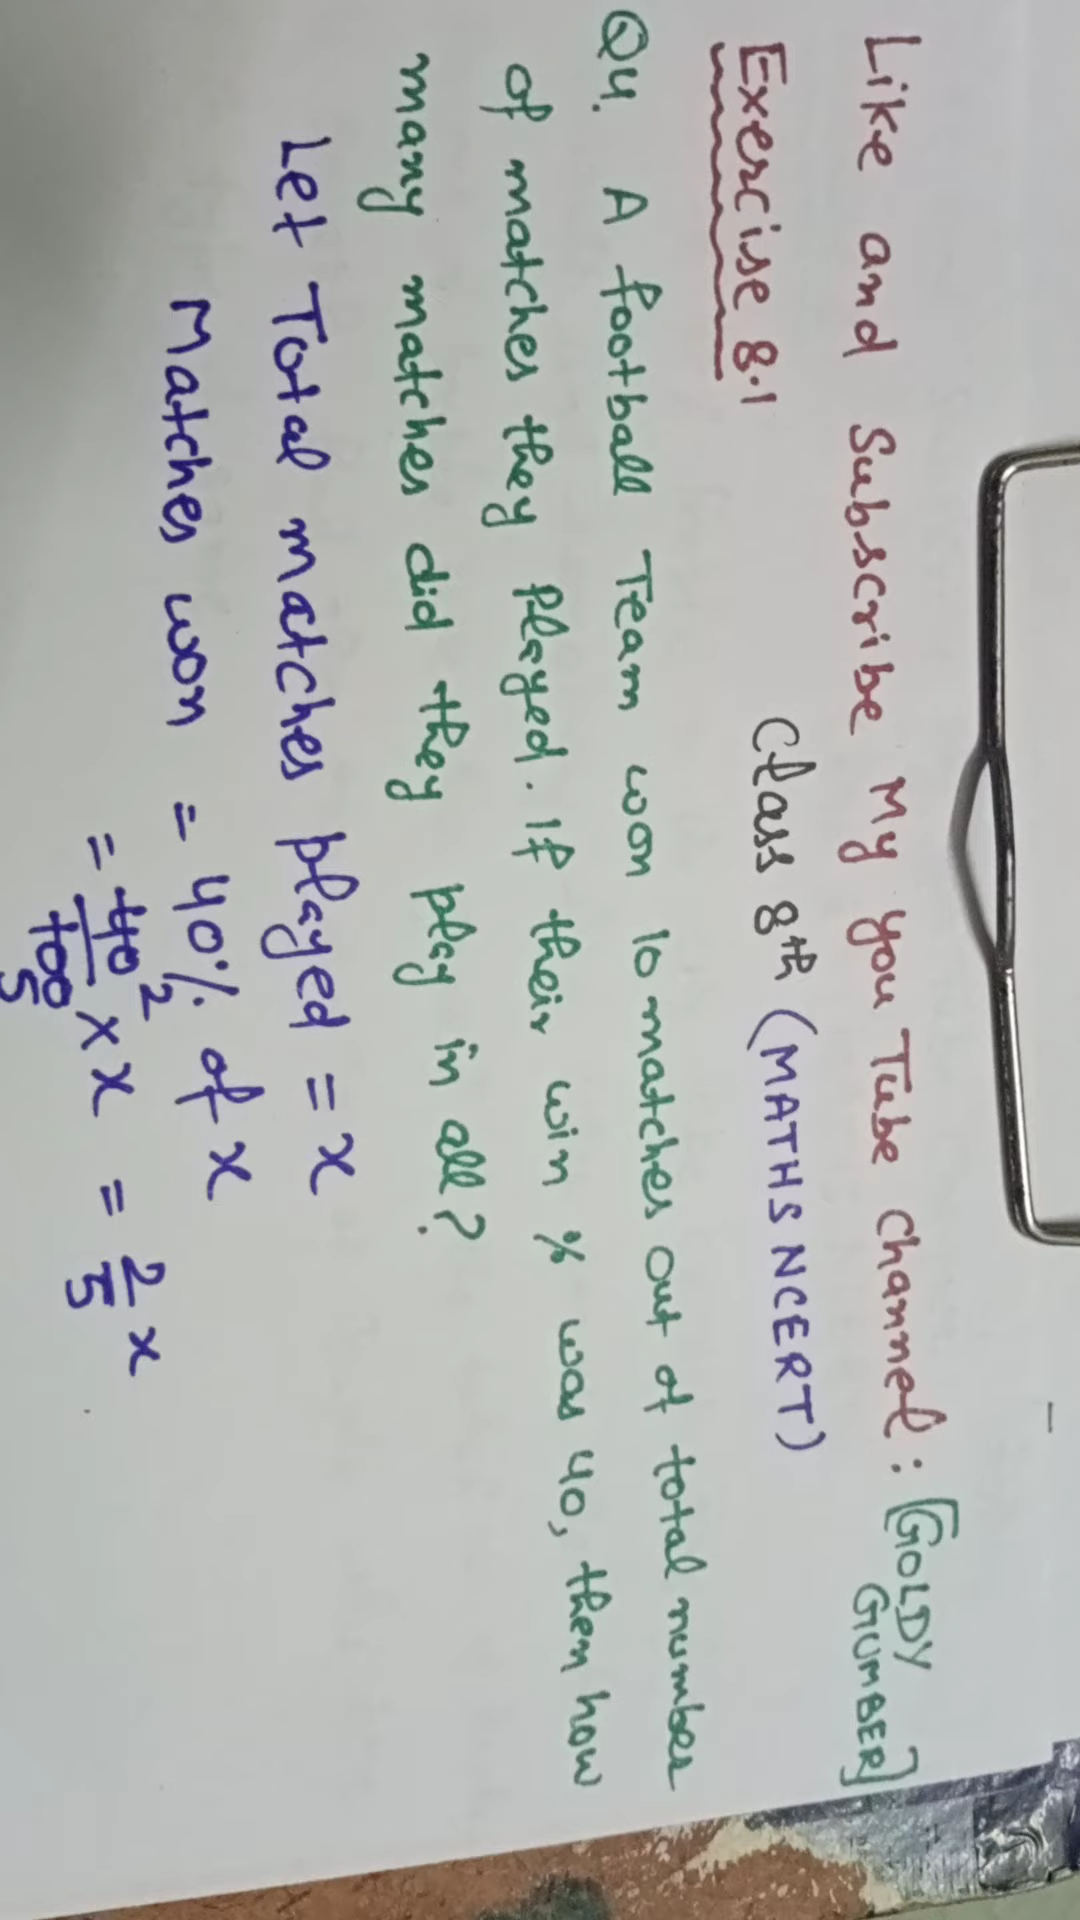 Like and Subscribe My you Tube channel : [GOLDY
GUMBER]
Exercise 8.1 Class 8th (MATHS NCERT)
Q4. A football Team won 10 matches out of total number
of matches they played. If their win % was 40, then how
many matches did they play in all?
Let Total matches played = x
Matches won = 40% of x
= 40/100 × x = 2/5 x
2
5